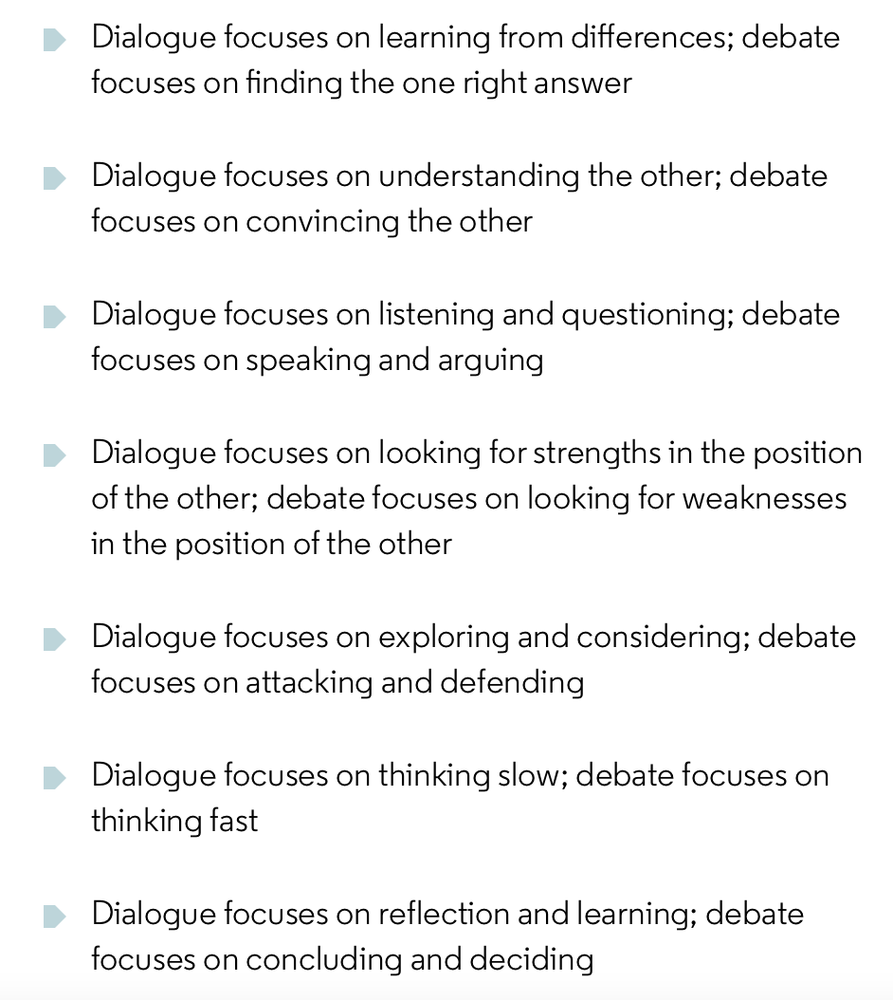 Dialogue focuses on learning from differences; debate
focuses on finding the one right answer
Dialogue focuses on understanding the other; debate
focuses on convincing the other
Dialogue focuses on listening and questioning; debate
focuses on speaking and arguing
Dialogue focuses on looking for strengths in the position
of the other; debate focuses on looking for weaknesses
in the position of the other
Dialogue focuses on exploring and considering; debate
focuses on attacking and defending
Dialogue focuses on thinking slow; debate focuses on
thinking fast
Dialogue focuses on reflection and learning; debate
focuses on concluding and deciding